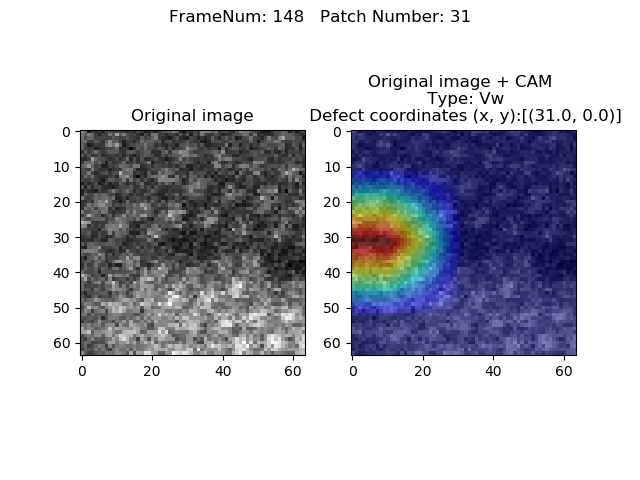 FrameNum: 148   Patch Number: 31
Original image
Original image + CAM
Type: Vw
Defect coordinates (x, y):[(31.0, 0.0)]
0
10
20
30
40
50
60
0 20 40 60
0
10
20
30
40
50
60
0 20 40 60